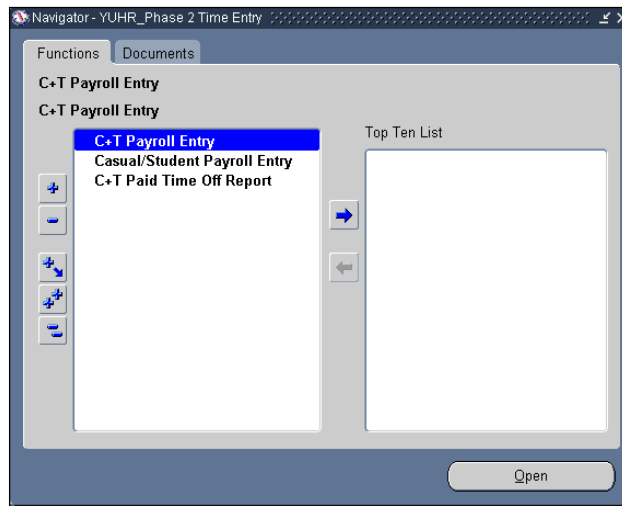 Navigator - YUHR_Phase 2 Time Entry
Functions
Documents
C+T Payroll Entry
C+T Payroll Entry
Top Ten List
C+T Payroll Entry
Casual/Student Payroll Entry
C+T Paid Time Off Report
Open